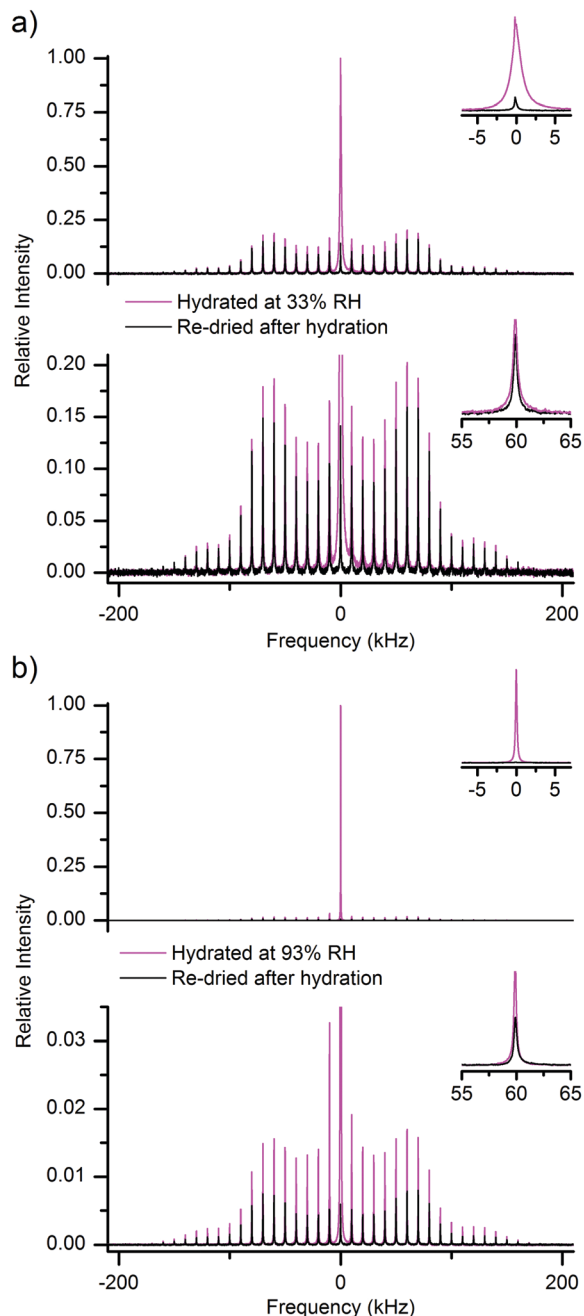 a)
1.00
0.75
0.50
0.25
0.00
Relative Intensity
-5 0 5
Hydrated at 33% RH
Re-dried after hydration
0.20
0.15
0.10
0.05
0.00
55 60 65
-200 0 200
Frequency (kHz)
b)
1.00
0.75
0.50
0.25
0.00
Relative Intensity
-5 0 5
Hydrated at 93% RH
Re-dried after hydration
0.03
0.02
0.01
0.00
55 60 65
-200 0 200
Frequency (kHz)